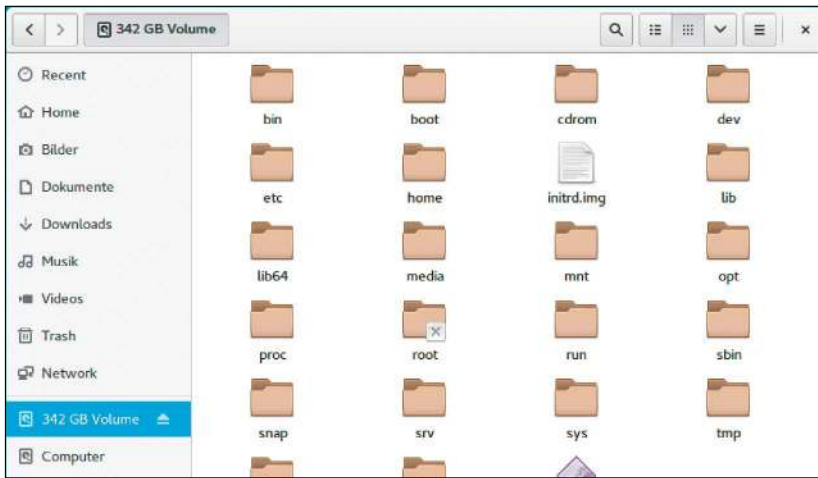 342 GB Volume
Recent
Home
Bilder
Dokumente
Downloads
Musik
Videos
Trash
Network
342 GB Volume
Computer
bin boot cdrom dev
etc home initrd.img lib
lib64 media mnt opt
proc root run sbin
snap srv sys tmp